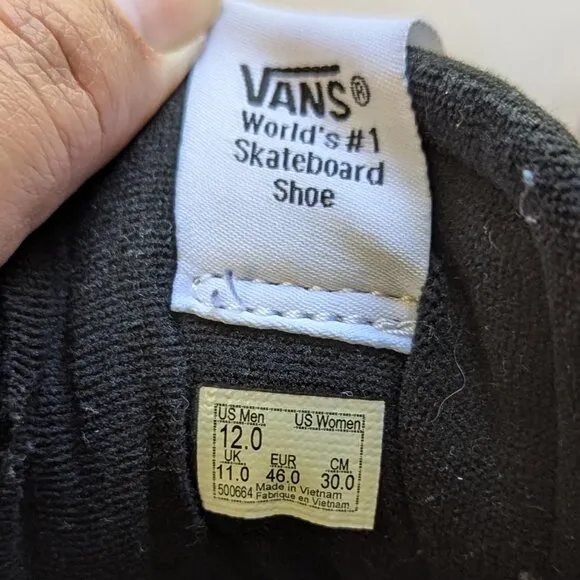 VANS®
World's #1
Skateboard
Shoe
US Men US Women
12.0
UK EUR CM
11.0 46.0 30.0
500664 Made in Vietnam
Fabrique en Vietnam